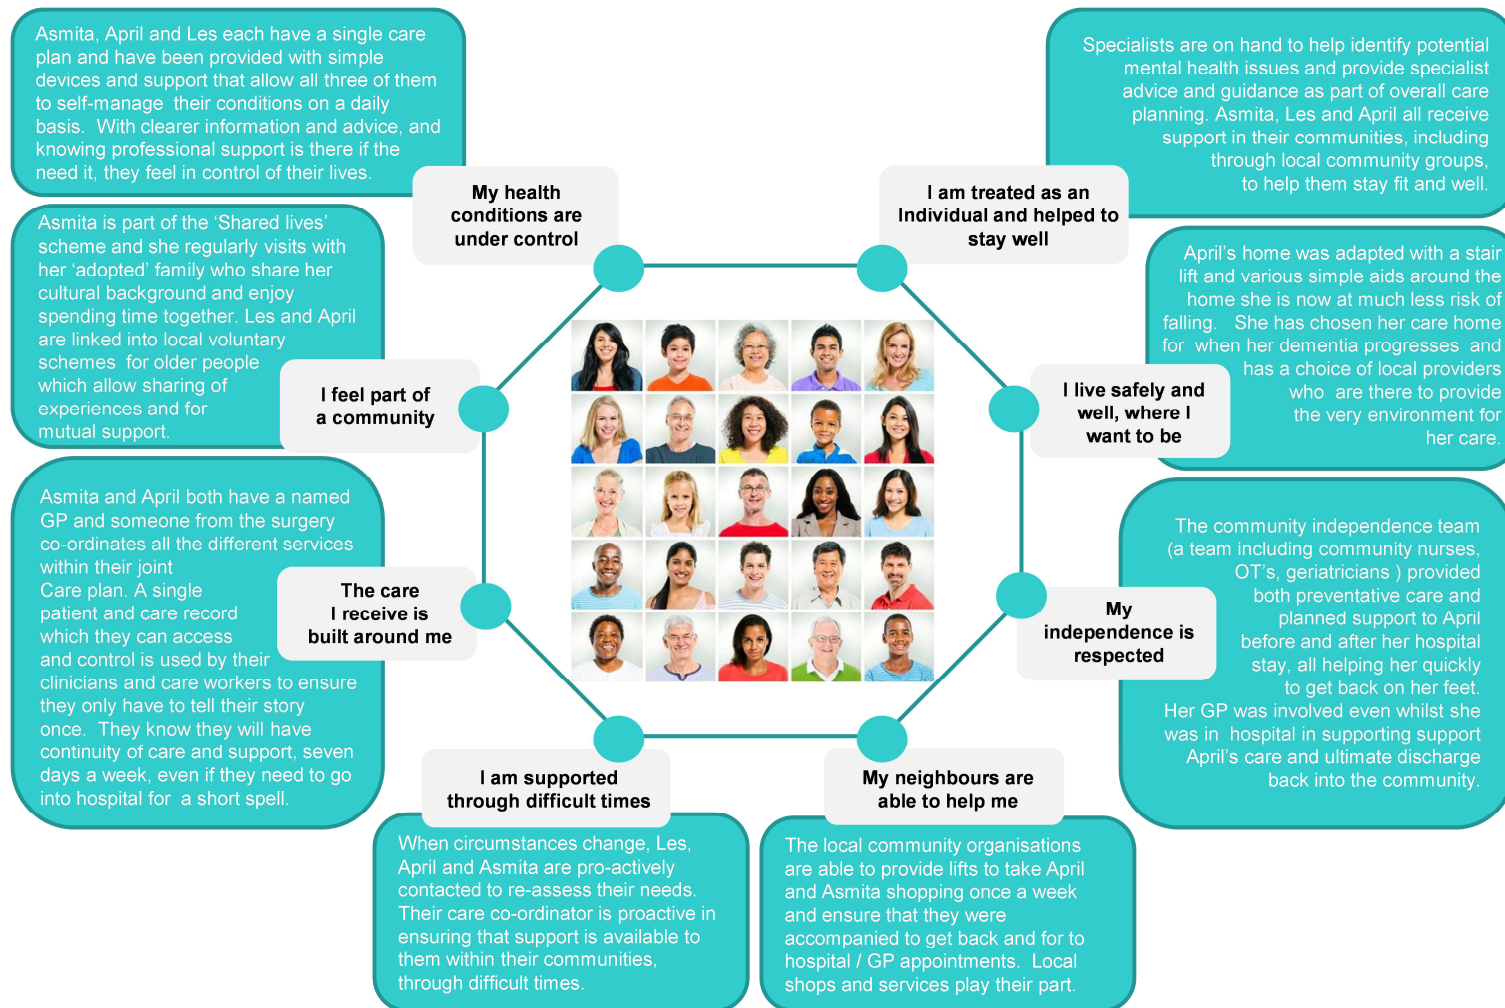 Asmita, April and Les each have a single care
plan and have been provided with simple
devices and support that allow all three of them
to self-manage their conditions on a daily
basis. With clearer information and advice, and
knowing professional support is there if the
need it, they feel in control of their lives.
My health
conditions are
under control
Specialists are on hand to help identify potential
mental health issues and provide specialist
advice and guidance as part of overall care
planning. Asmita, Les and April all receive
support in their communities, including
through local community groups,
to help them stay fit and well.
I am treated as an
Individual and helped to
stay well
Asmita is part of the ‘Shared lives’
scheme and she regularly visits with
her ‘adopted’ family who share her
cultural background and enjoy
spending time together. Les and April
are linked into local voluntary
schemes for older people
which allow sharing of
experiences and for
mutual support.
I feel part of
a community
April’s home was adapted with a stair
lift and various simple aids around the
home she is now at much less risk of
falling. She has chosen her care home
for when her dementia progresses and
has a choice of local providers
who are there to provide
the very environment for
her care.
I live safely and
well, where I
want to be
Asmita and April both have a named
GP and someone from the surgery
co-ordinates all the different services
within their joint
Care plan. A single
patient and care record
which they can access
and control is used by their
clinicians and care workers to ensure
they only have to tell their story
once. They know they will have
continuity of care and support, seven
days a week, even if they need to go
into hospital for a short spell.
The care
I receive is
built around me
The community independence team
(a team including community nurses,
OT’s, geriatricians ) provided
both preventative care and
planned support to April
before and after her hospital
stay, all helping her quickly
to get back on her feet.
Her GP was involved even whilst she
was in hospital in supporting support
April’s care and ultimate discharge
back into the community.
My
independence is
respected
I am supported
through difficult times
When circumstances change, Les,
April and Asmita are pro-actively
contacted to re-assess their needs.
Their care co-ordinator is proactive in
ensuring that support is available to
them within their communities,
through difficult times.
My neighbours are
able to help me
The local community organisations
are able to provide lifts to take April
and Asmita shopping once a week
and ensure that they were
accompanied to get back and for to
hospital / GP appointments. Local
shops and services play their part.